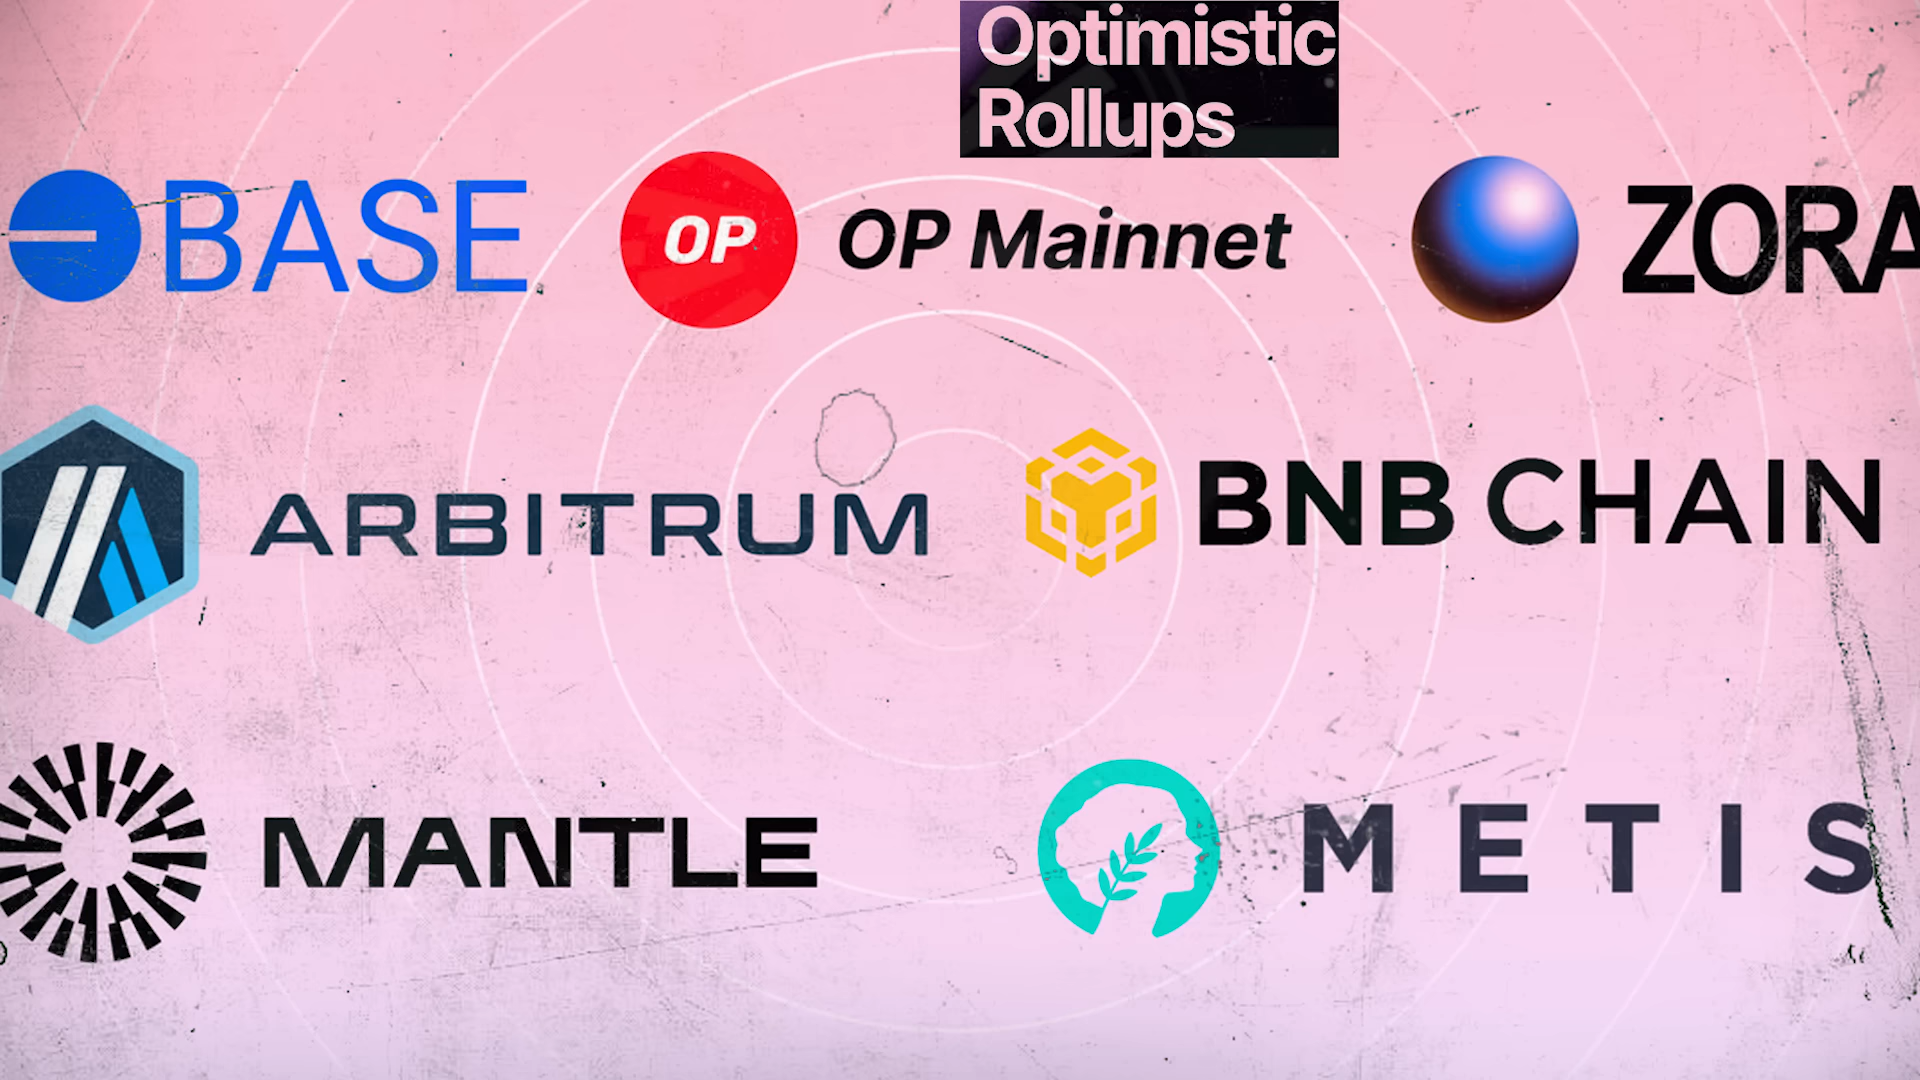 Optimistic
Rollups
BASE
OP OP Mainnet
ZORA
ARBITRUM
BNB CHAIN
MANTLE
METIS